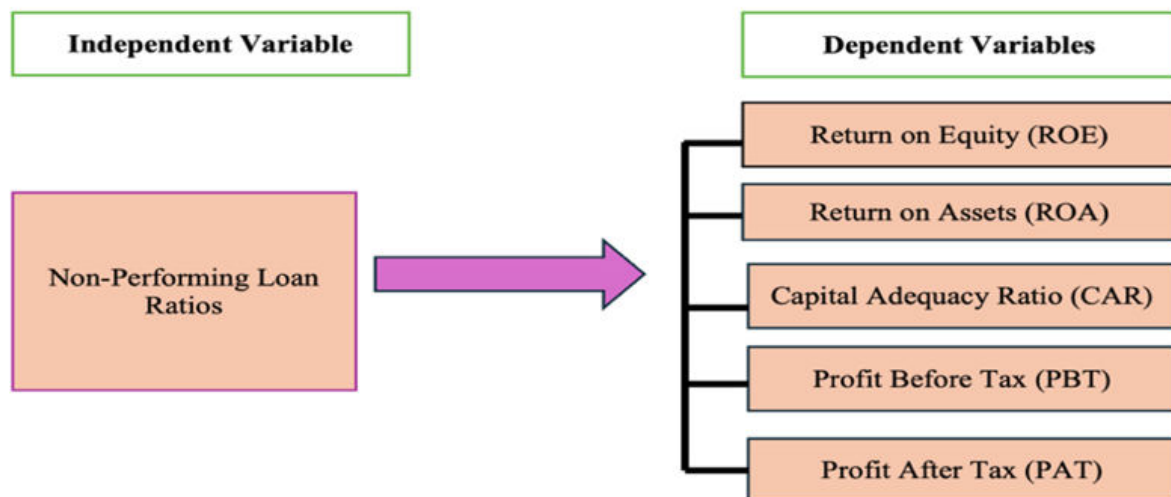 Independent Variable
Dependent Variables
Return on Equity (ROE)
Return on Assets (ROA)
Non-Performing Loan
Ratios
Capital Adequacy Ratio (CAR)
Profit Before Tax (PBT)
Profit After Tax (PAT)